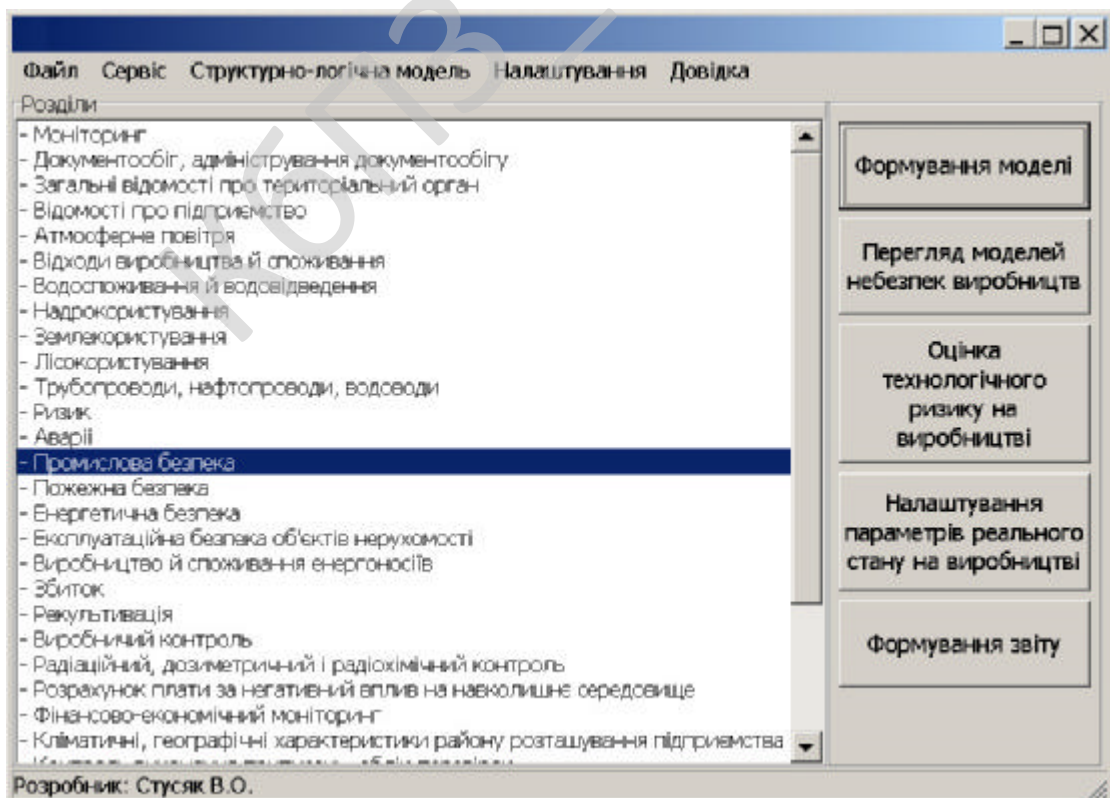 Файл Сервіс Структурно-логічна модель Налаштування Довідка
Розділи
- Моніторинг
- Документообіг, адміністрування документообігу
- Загальні відомості про територіальний орган
- Відомості про підприємство
- Атмосферне повітря
- Відходи виробництва й споживання
- Водоспоживання й водовідведення
- Надрокористування
- Землекористування
- Лісокористування
- Трубопроводи, нафтопроводи, водоводи
- Ризик
- Аварії
- Промислова безпека
- Пожежна безпека
- Енергетична безпека
- Експлуатаційна безпека об'єктів нерухомості
- Виробництво й споживання енергоносіїв
- Збиток
- Рекультивація
- Виробничий контроль
- Радіаційний, дозиметричний і радіохімічний контроль
- Розрахунок плати за негативний вплив на навколишнє середовище
- Фінансово-економічний моніторинг
- Кліматичні, географічні характеристики району розташування підприємства
Формування моделі
Перегляд моделей
небезпек виробництв
Оцінка
технологічного
ризику на
виробництві
Налаштування
параметрів реального
стану на виробництві
Формування звіту
Розробник: Стусяк В.О.
КбПЗ –